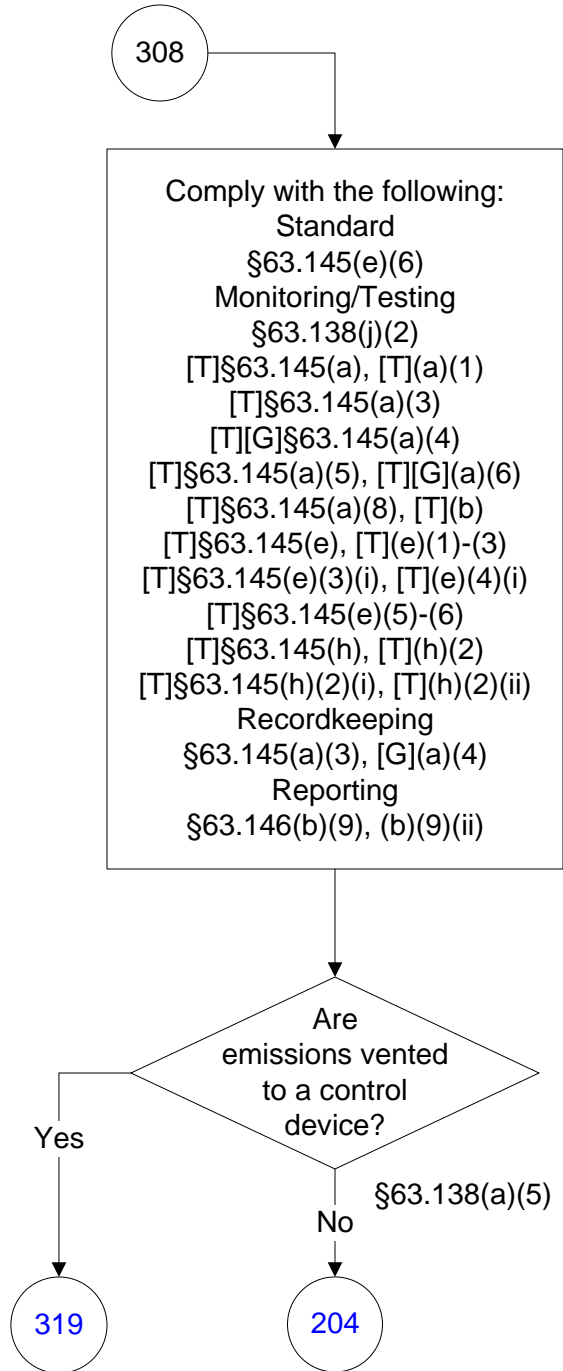 308
Comply with the following:
Standard
§63.145(e)(6)
Monitoring/Testing
§63.138(j)(2)
[T]§63.145(a), [T](a)(1)
[T]§63.145(a)(3)
[T][G]§63.145(a)(4)
[T]§63.145(a)(5), [T][G](a)(6)
[T]§63.145(a)(8), [T](b)
[T]§63.145(e), [T](e)(1)-(3)
[T]§63.145(e)(3)(i), [T](e)(4)(i)
[T]§63.145(e)(5)-(6)
[T]§63.145(h), [T](h)(2)
[T]§63.145(h)(2)(i), [T](h)(2)(ii)
Recordkeeping
§63.145(a)(3), [G](a)(4)
Reporting
§63.146(b)(9), (b)(9)(ii)
Are
emissions vented
to a control
device?
Yes
§63.138(a)(5)
No
319
204